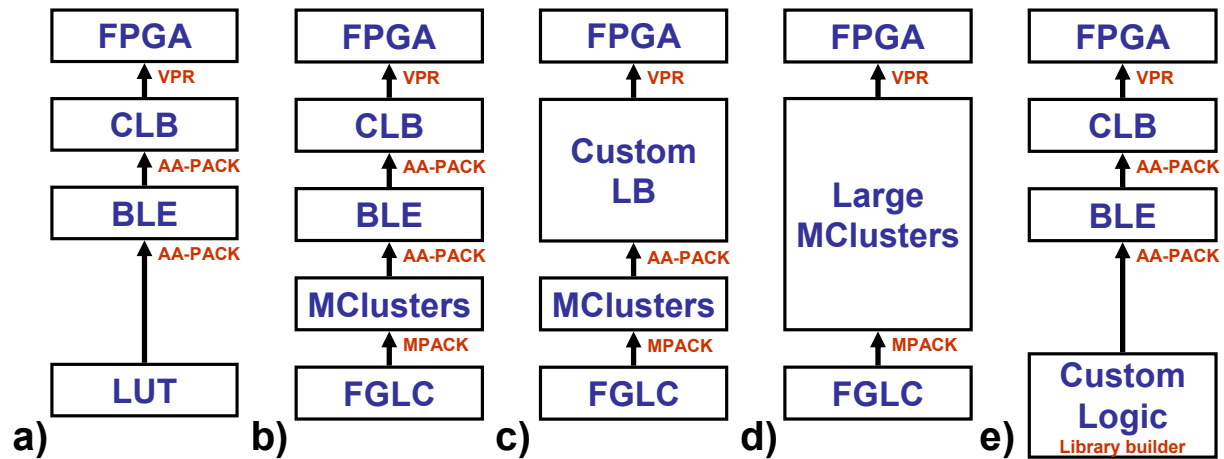 FPGA
VPR
CLB
AA-PACK
BLE
AA-PACK
LUT
a)
FPGA
VPR
CLB
AA-PACK
BLE
AA-PACK
MClusters
MPACK
FGLC
b)
FPGA
VPR
Custom
LB
AA-PACK
MClusters
MPACK
FGLC
c)
FPGA
VPR
Large
MClusters
MPACK
FGLC
d)
FPGA
VPR
CLB
AA-PACK
BLE
AA-PACK
Custom
Logic
Library builder
e)